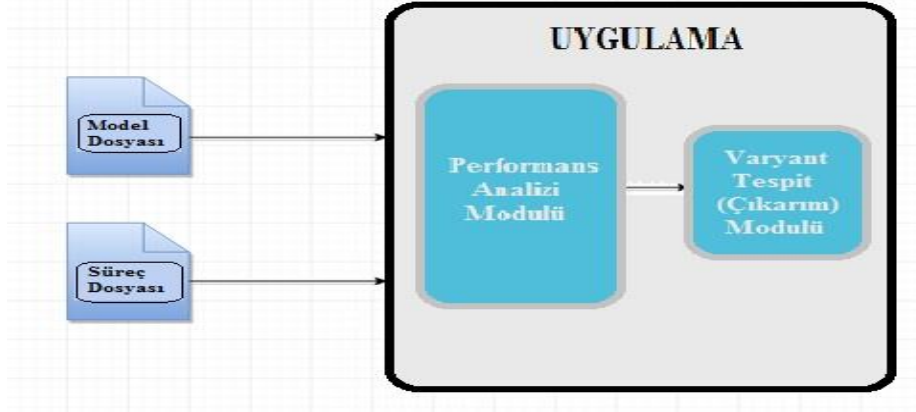 UYGULAMA
Model
Dosyası
Performans
Analizi
Modulü
Varyant
Tespit
(Çıkarım)
Modulü
Süreç
Dosyası